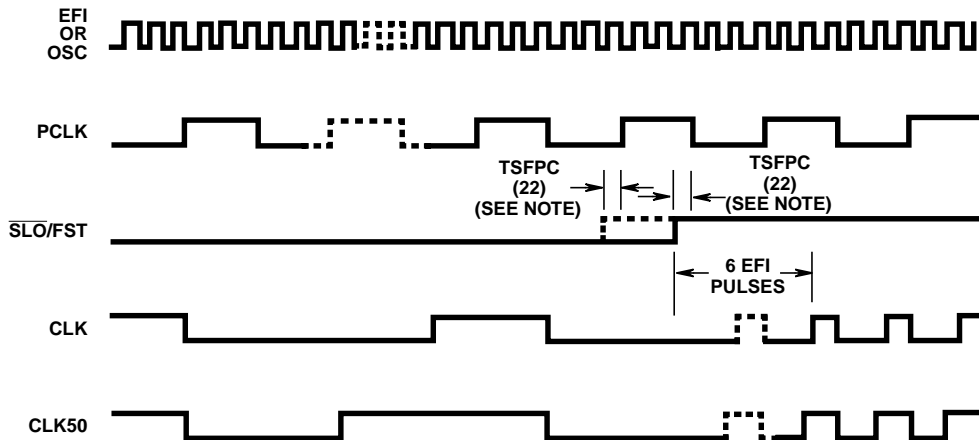 EFI
OR
OSC
PCLK
TSFPC
(22)
(SEE NOTE)
TSFPC
(22)
(SEE NOTE)
SLO/FST
6 EFI
PULSES
CLK
CLK50